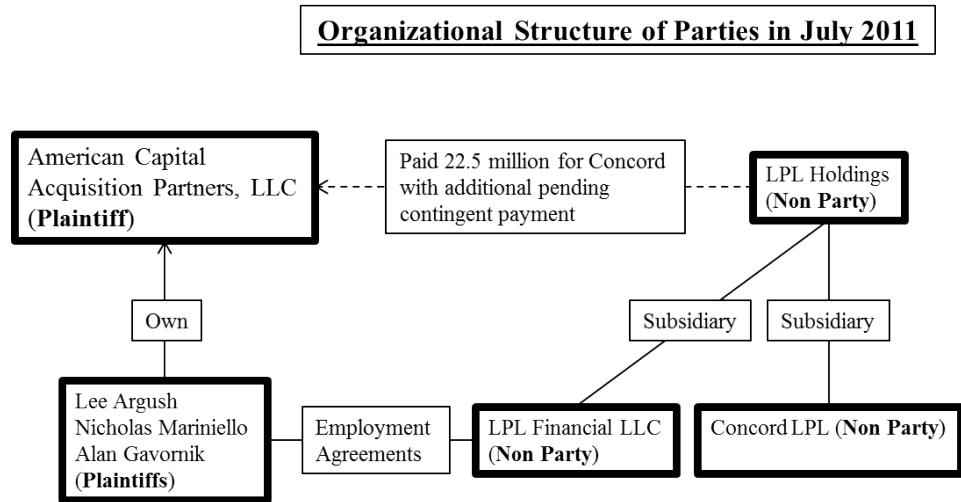 Organizational Structure of Parties in July 2011
American Capital
Acquisition Partners, LLC
(Plaintiff)
Paid 22.5 million for Concord
with additional pending
contingent payment
LPL Holdings
(Non Party)
Own
Subsidiary
Subsidiary
Lee Argush
Nicholas Mariniello
Alan Gavornik
(Plaintiffs)
Employment
Agreements
LPL Financial LLC
(Non Party)
Concord LPL (Non Party)